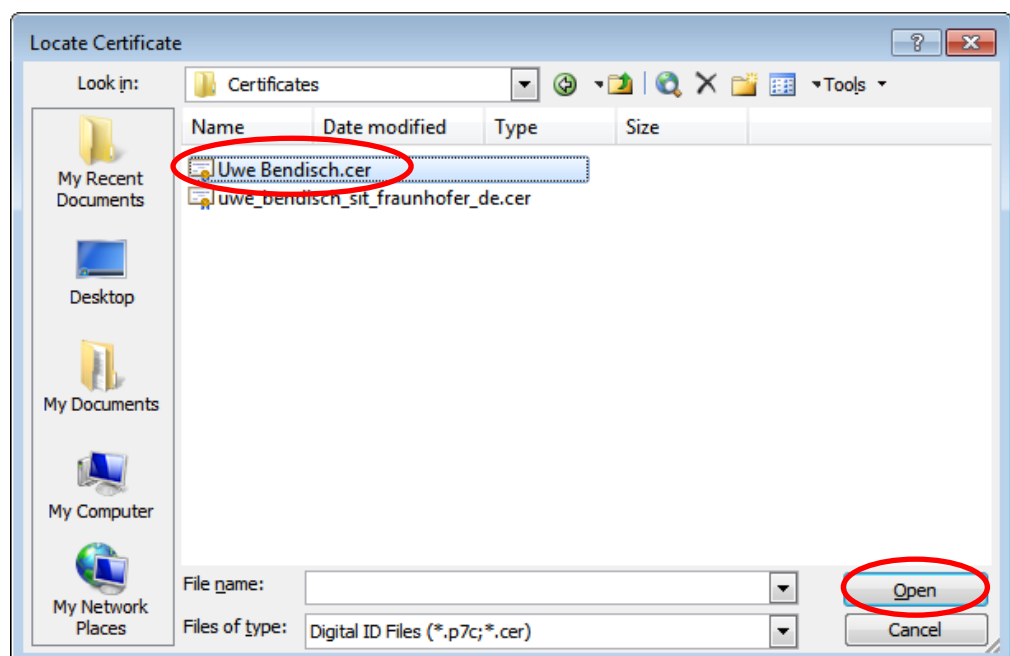 Locate Certificate
Look in:
Certificates
Tools
Name Date modified Type Size
Uwe Bendisch.cer
uwe_bendisch_sit_fraunhofer_de.cer
My Recent
Documents
Desktop
My Documents
My Computer
My Network
Places
File name:
Open
Files of type:
Digital ID Files (*.p7c;*.cer)
Cancel